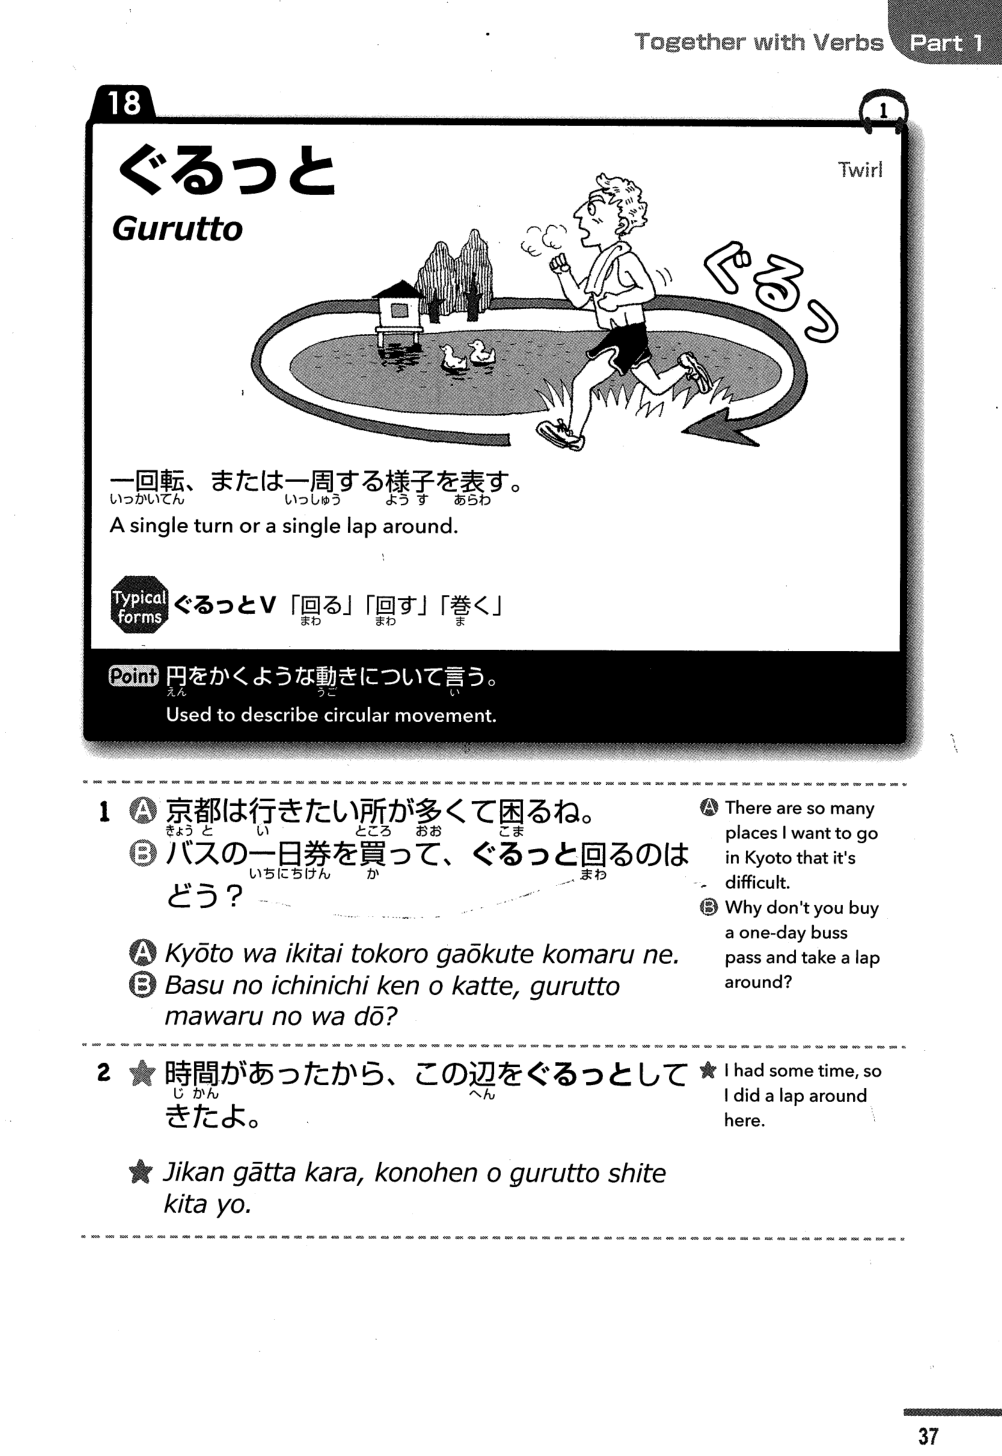 Together with Verbs Part 1
18
1
ぐるっと
Twirl
Gurutto
ぐるっ
一回転、または一周する様子を表す。
いっかいてん いっしゅう ようす あらわ
A single turn or a single lap around.
Typical forms ぐるっとV 「回る」「回す」「巻く」
まわ まわ ま
Point 円をかくような動きについて言う。
えん うご い
Used to describe circular movement.
1 A 京都は行きたい所が多くて困るね。
きょうと い ところ おお こま
B バスの一日券を買って、ぐるっと回るのは
いちにちけん か まわ
どう？
A Kyōto wa ikitai tokoro gaōkute komaru ne.
B Basu no ichinichi ken o katte, gurutto
mawaru no wa dō?
A There are so many
places I want to go
in Kyoto that it's
difficult.
B Why don't you buy
a one-day buss
pass and take a lap
around?
2 ★ 時間があったから、この辺をぐるっとして
じかん へん
きたよ。
★ Jikan gātta kara, konohen o gurutto shite
kita yo.
★ I had some time, so
I did a lap around
here.
37